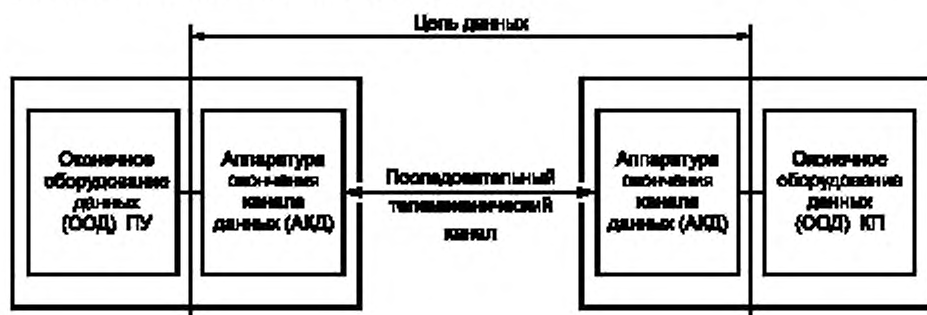 Цепь данных
Оконечное
оборудование
данных
(ООД) ПУ
Аппаратура
окончания
канала
данных (АКД)
Последовательный
телемеханический
канал
Аппаратура
окончания
канала
данных (АКД)
Оконечное
оборудование
данных
(ООД) КП